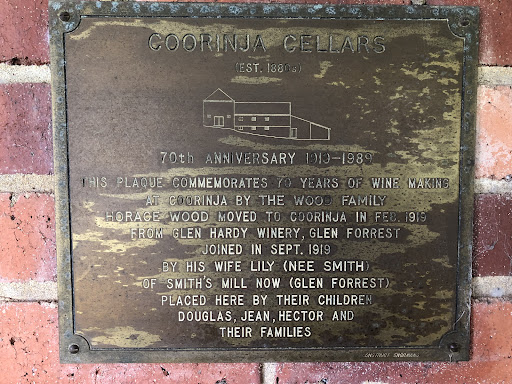 COORINJA CELLARS
(EST. 1880s)
70th ANNIVERSARY 1919-1989
THIS PLAQUE COMMEMORATES 70 YEARS OF WINE MAKING
AT COORINJA BY THE WOOD FAMILY
HORACE WOOD MOVED TO COORINJA IN FEB. 1919
FROM GLEN HARDY WINERY, GLEN FORREST
JOINED IN SEPT. 1919
BY HIS WIFE LILY (NEE SMITH)
OF SMITH'S MILL NOW (GLEN FORREST)
PLACED HERE BY THEIR CHILDREN
DOUGLAS, JEAN, HECTOR AND
THEIR FAMILIES